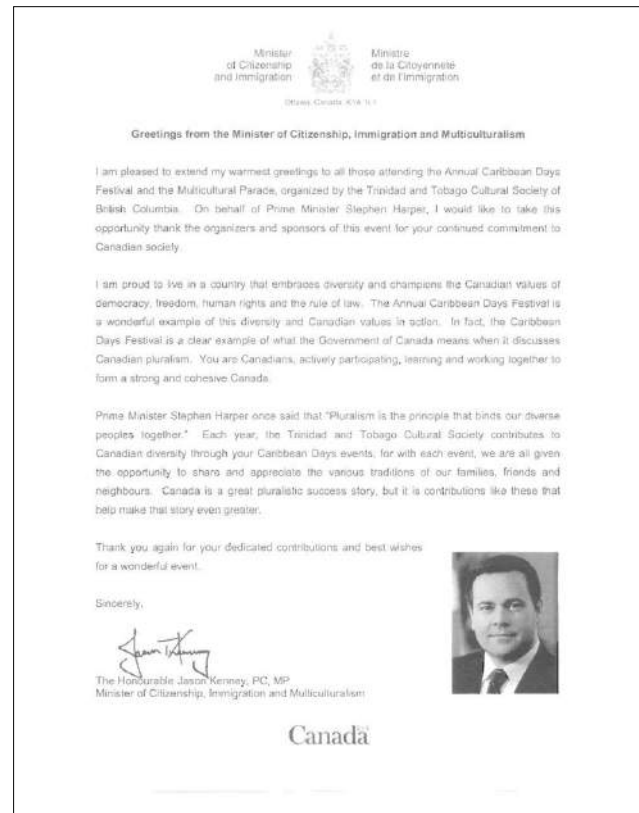 Minister
of Citizenship
and Immigration
Ministre
de la Citoyenneté
et de l'Immigration
Ottawa, Canada K1A 1L1
Greetings from the Minister of Citizenship, Immigration and Multiculturalism
I am pleased to extend my warmest greetings to all those attending the Annual Caribbean Days
Festival and the Multicultural Parade, organized by the Trinidad and Tobago Cultural Society of
British Columbia. On behalf of Prime Minister Stephen Harper, I would like to take this
opportunity thank the organizers and sponsors of this event for your continued commitment to
Canadian society.
I am proud to live in a country that embraces diversity and champions the Canadian values of
democracy, freedom, human rights and the rule of law. The Annual Caribbean Days Festival is
a wonderful example of this diversity and Canadian values in action. In fact, the Caribbean
Days Festival is a clear example of what the Government of Canada means when it discusses
Canadian pluralism. You are Canadians, actively participating, learning and working together to
form a strong and cohesive Canada.
Prime Minister Stephen Harper once said that "Pluralism is the principle that binds our diverse
peoples together." Each year, the Trinidad and Tobago Cultural Society contributes to
Canadian diversity through your Caribbean Days events, for with each event, we are all given
the opportunity to share and appreciate the various traditions of our families, friends and
neighbours. Canada is a great pluralistic success story, but it is contributions like these that
help make that story even greater.
Thank you again for your dedicated contributions and best wishes
for a wonderful event.
Sincerely,
Jason Kenney
The Honourable Jason Kenney, PC, MP
Minister of Citizenship, Immigration and Multiculturalism
Canada